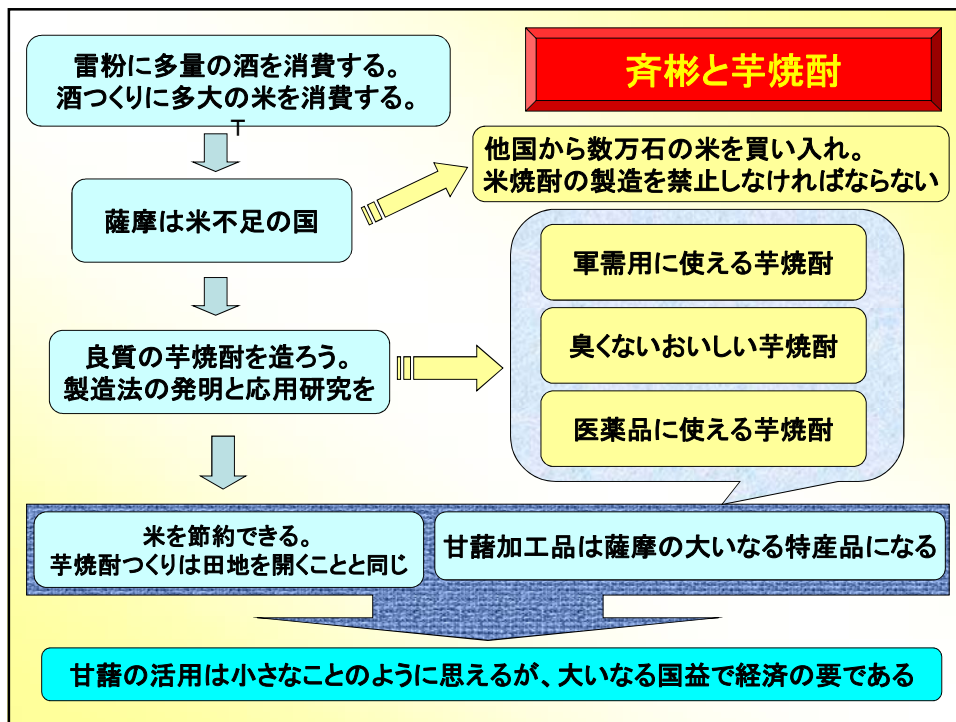 斉彬と芋焼酎
雷粉に多量の酒を消費する。
酒つくりに多大の米を消費する。
T
他国から数万石の米を買い入れ。
米焼酎の製造を禁止しなければならない
薩摩は米不足の国
軍需用に使える芋焼酎
臭くないおいしい芋焼酎
医薬品に使える芋焼酎
良質の芋焼酎を造ろう。
製造法の発明と応用研究を
米を節約できる。
芋焼酎つくりは田地を開くことと同じ
甘藷加工品は薩摩の大いなる特産品になる
甘藷の活用は小さなことのように思えるが、大いなる国益で経済の要である